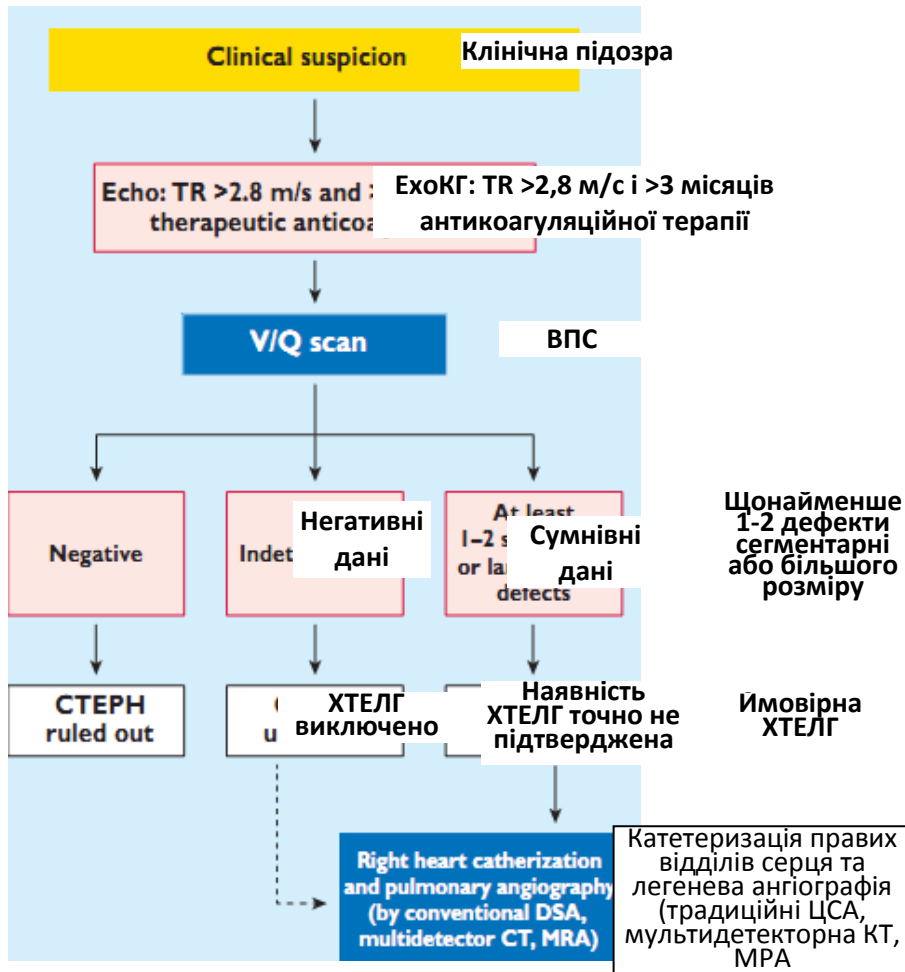 Clinical suspicion
Клінічна підозра
Echo: TR >2.8 m/s and
therapeutic
ЕхоКГ: TR >2,8 м/с і >3 місяців
антикоагуляційної терапії
V/Q scan
ВПС
Negative
Негативні
дані
At least
1–2
or
defects
Сумнівні
дані
Щонайменше
1-2 дефекти
сегментарні
або більшого
розміру
CTEPH
ruled out
ХТЕЛГ
виключено
Наявність
ХТЕЛГ точно не
підтверджена
Ймовірна
ХТЕЛГ
Right heart catherization
and pulmonary angiography
(by conventional DSA,
multidetector CT, MRA)
Катетеризація правих
відділів серця та
легенева ангіографія
(традиційні ЦСА,
мультидетекторна КТ,
МРА